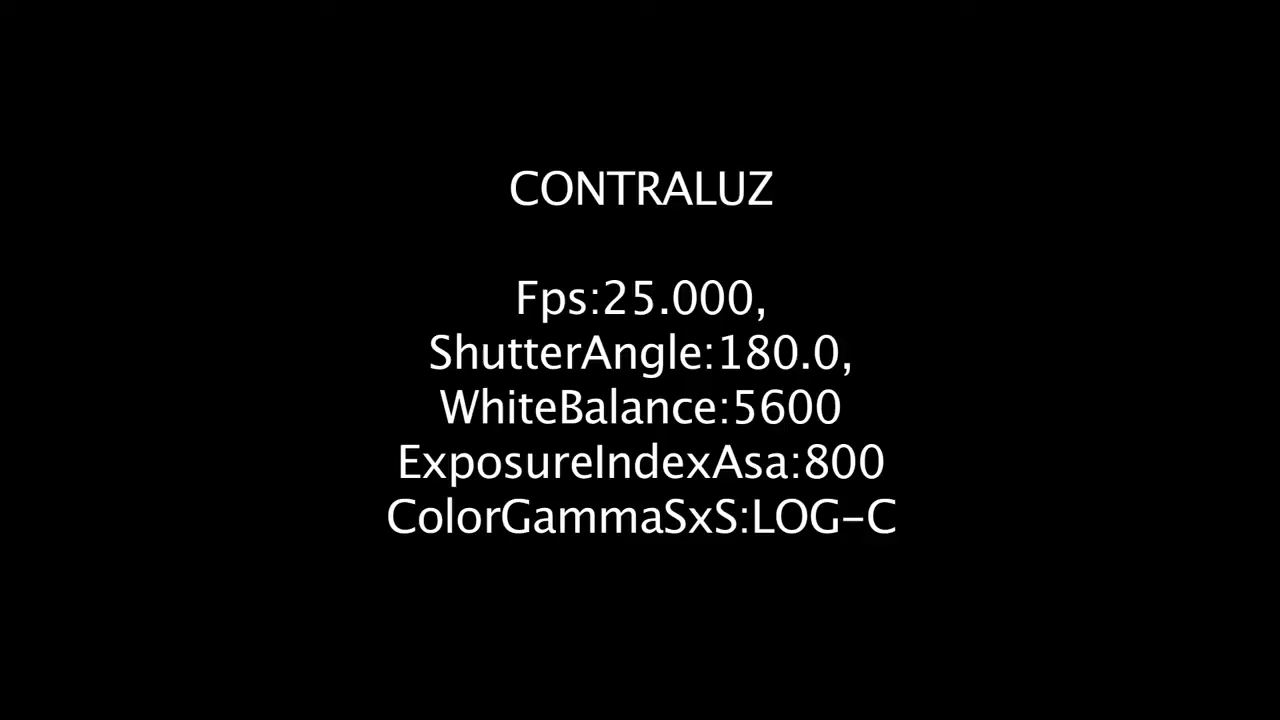 CONTRALUZ
Fps:25.000,
ShutterAngle:180.0,
WhiteBalance:5600
ExposureIndexAsa:800
ColorGammaSxS:LOG-C